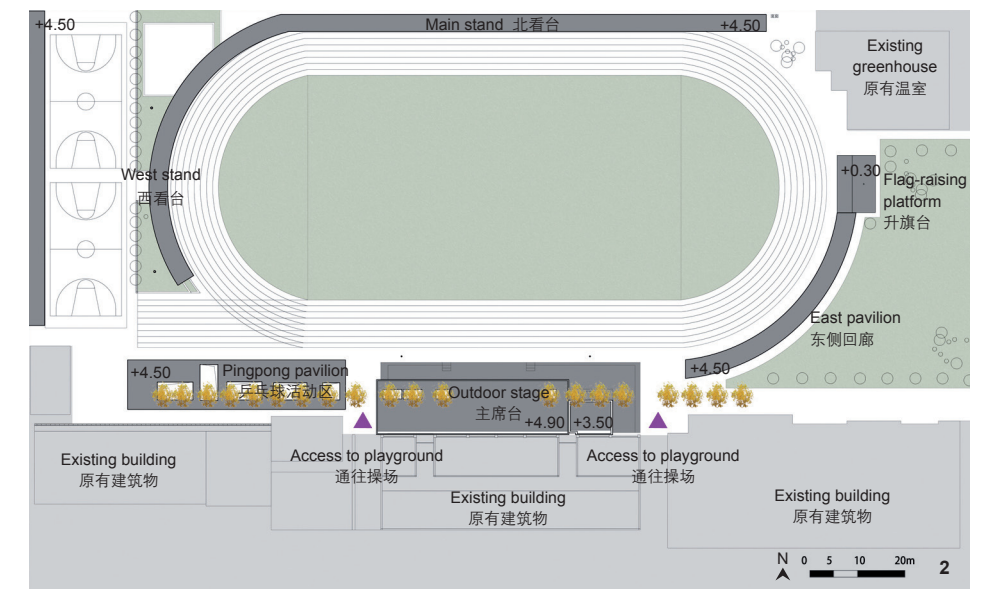 +4.50
Main stand 北看台
+4.50
Existing
greenhouse
原有温室
West stand
西看台
+0.30
Flag-raising
platform
升旗台
East pavilion
东侧回廊
+4.50
Pingpong pavilion
乒乓球活动区
+4.50
Outdoor stage
主席台
+4.90
+3.50
Existing building
原有建筑物
Access to playground
通往操场
Access to playground
通往操场
Existing building
原有建筑物
Existing building
原有建筑物
N 0 5 10 20m
2